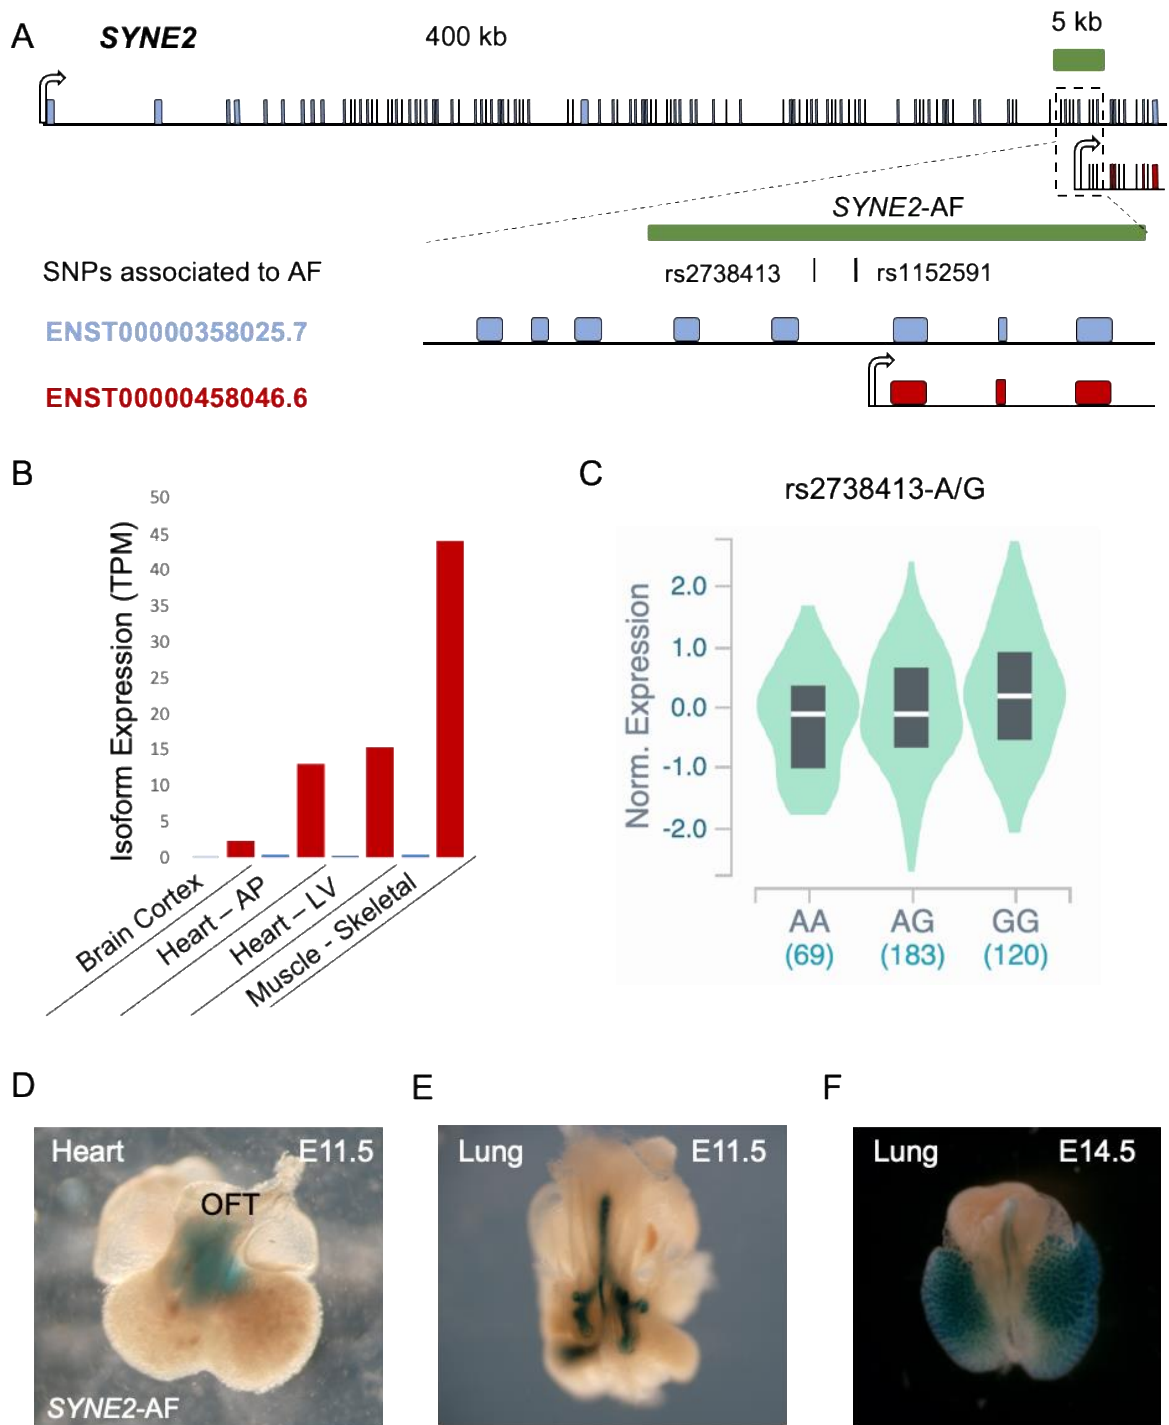 A
SYNE2
400 kb
5 kb
SYNE2-AF
SNPs associated to AF
rs2738413
rs1152591
ENST00000358025.7
ENST00000458046.6
B
Isoform Expression (TPM)
50
45
40
35
30
25
20
15
10
5
0
Brain Cortex
Heart – AP
Heart – LV
Muscle - Skeletal
C
rs2738413-A/G
Norm. Expression
2.0
1.0
0.0
-1.0
-2.0
AA
AG
GG
(69)
(183)
(120)
D
Heart
E11.5
OFT
SYNE2-AF
E
Lung
E11.5
F
Lung
E14.5